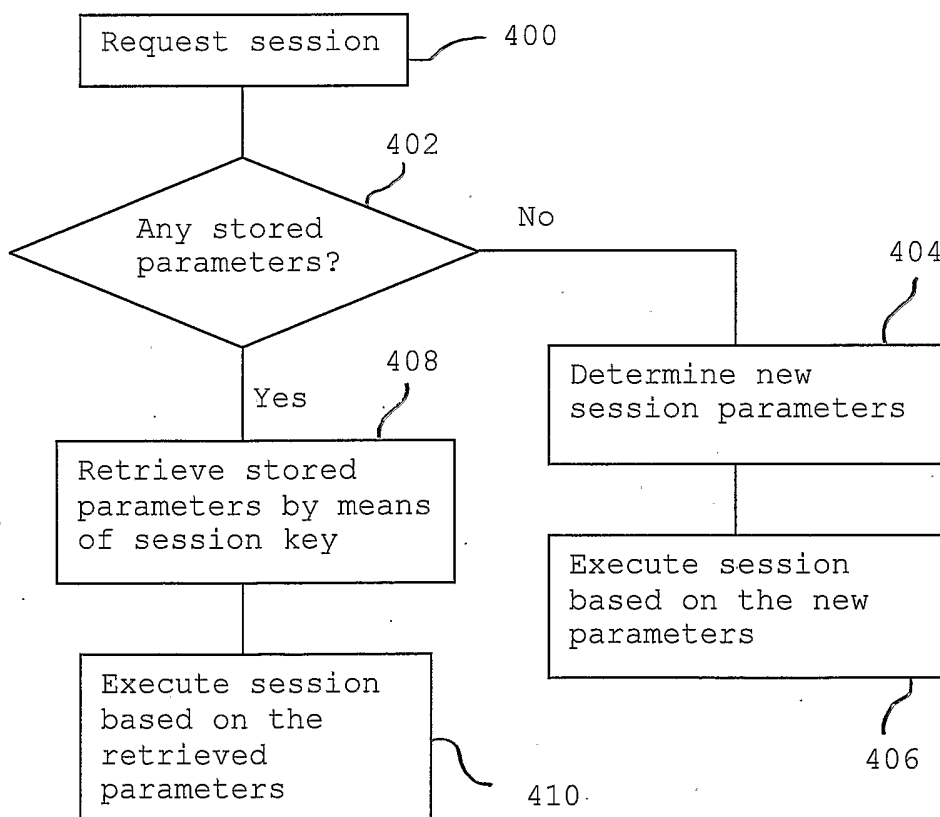 Request session
400
402
Any stored
parameters?
No
404
Yes
408
Determine new
session parameters
Retrieve stored
parameters by means
of session key
Execute session
based on the new
parameters
406
Execute session
based on the
retrieved
parameters
410